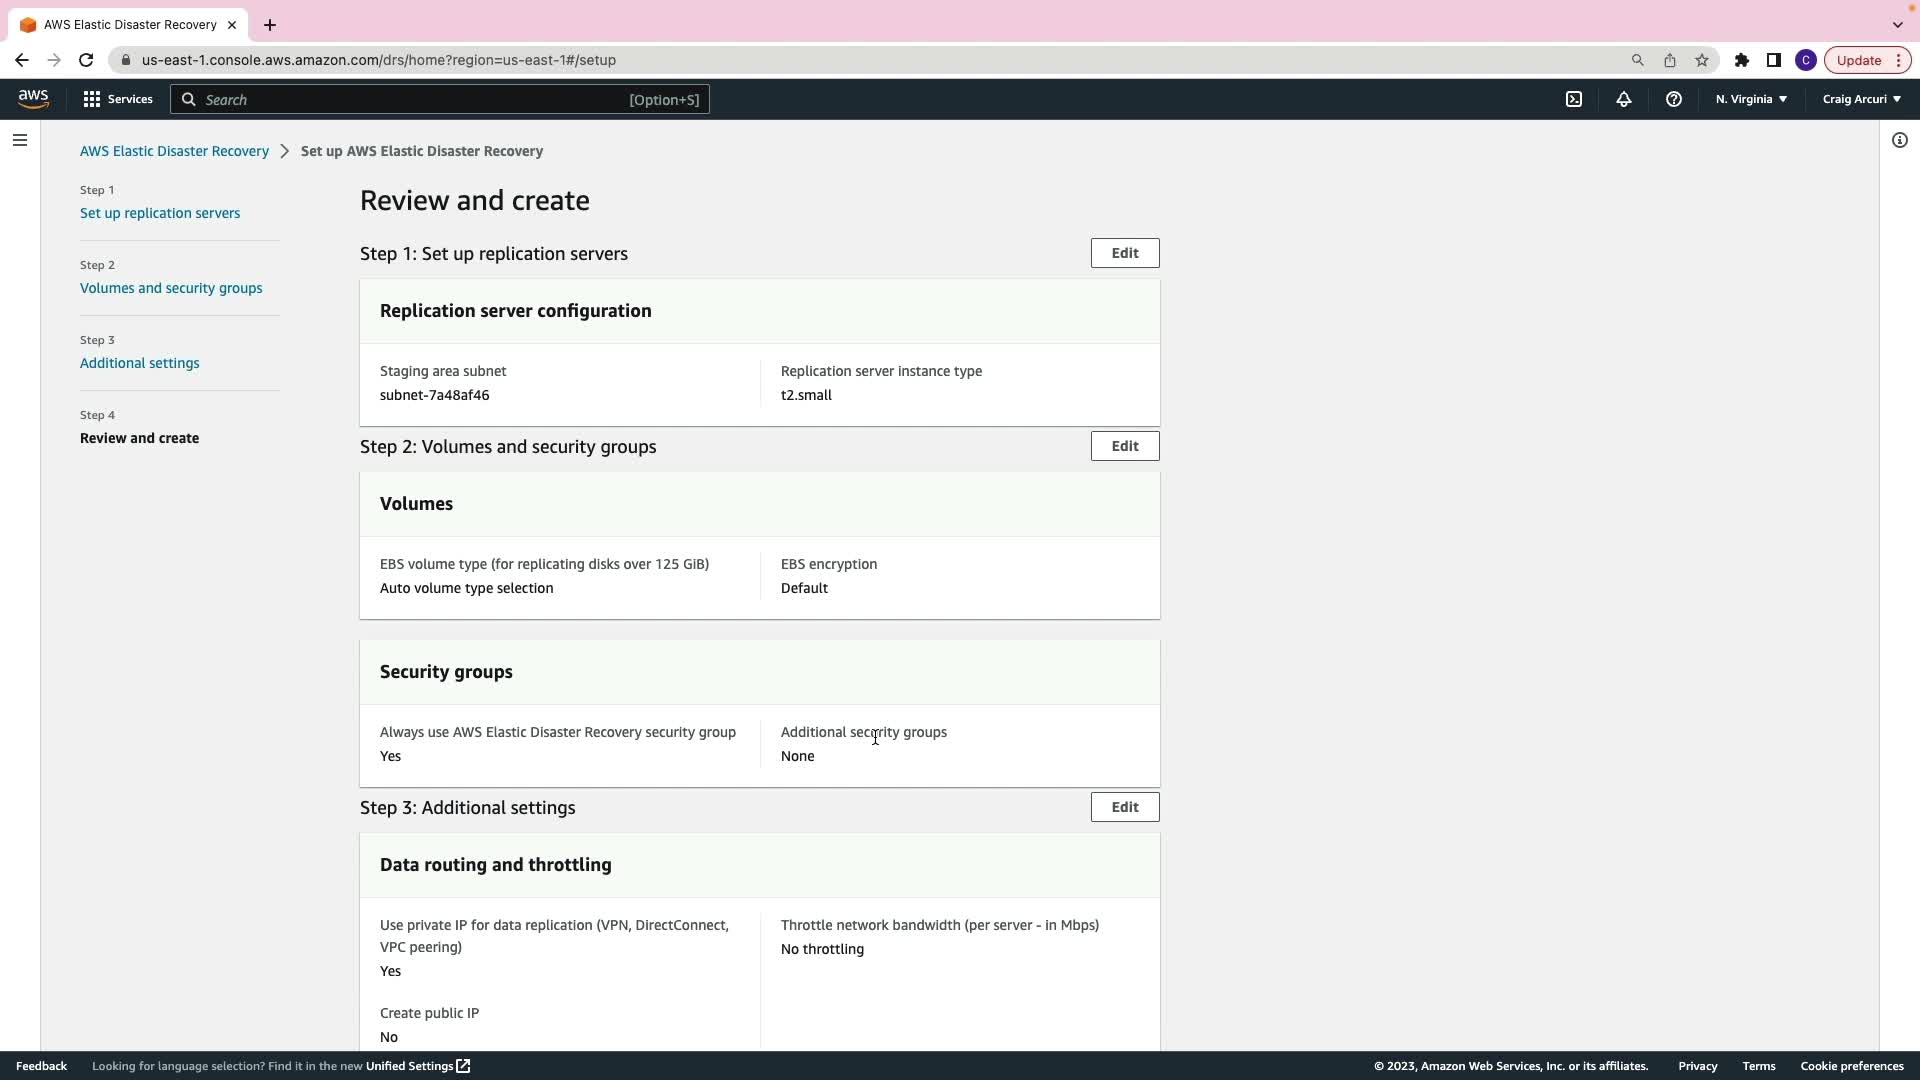 AWS Elastic Disaster Recovery
us-east-1.console.aws.amazon.com/drs/home?region=us-east-1#/setup
C
Update
aws
Services
Search
[Option+S]
N. Virginia
Craig Arcuri
AWS Elastic Disaster Recovery
Set up AWS Elastic Disaster Recovery
Step 1
Set up replication servers
Step 2
Volumes and security groups
Step 3
Additional settings
Step 4
Review and create
Review and create
Step 1: Set up replication servers
Edit
Replication server configuration
Staging area subnet
subnet-7a48af46
Replication server instance type
t2.small
Step 2: Volumes and security groups
Edit
Volumes
EBS volume type (for replicating disks over 125 GiB)
Auto volume type selection
EBS encryption
Default
Security groups
Always use AWS Elastic Disaster Recovery security group
Yes
Additional security groups
None
Step 3: Additional settings
Edit
Data routing and throttling
Use private IP for data replication (VPN, DirectConnect,
VPC peering)
Yes
Throttle network bandwidth (per server - in Mbps)
No throttling
Create public IP
No
Feedback
Looking for language selection? Find it in the new Unified Settings
© 2023, Amazon Web Services, Inc. or its affiliates.
Privacy
Terms
Cookie preferences